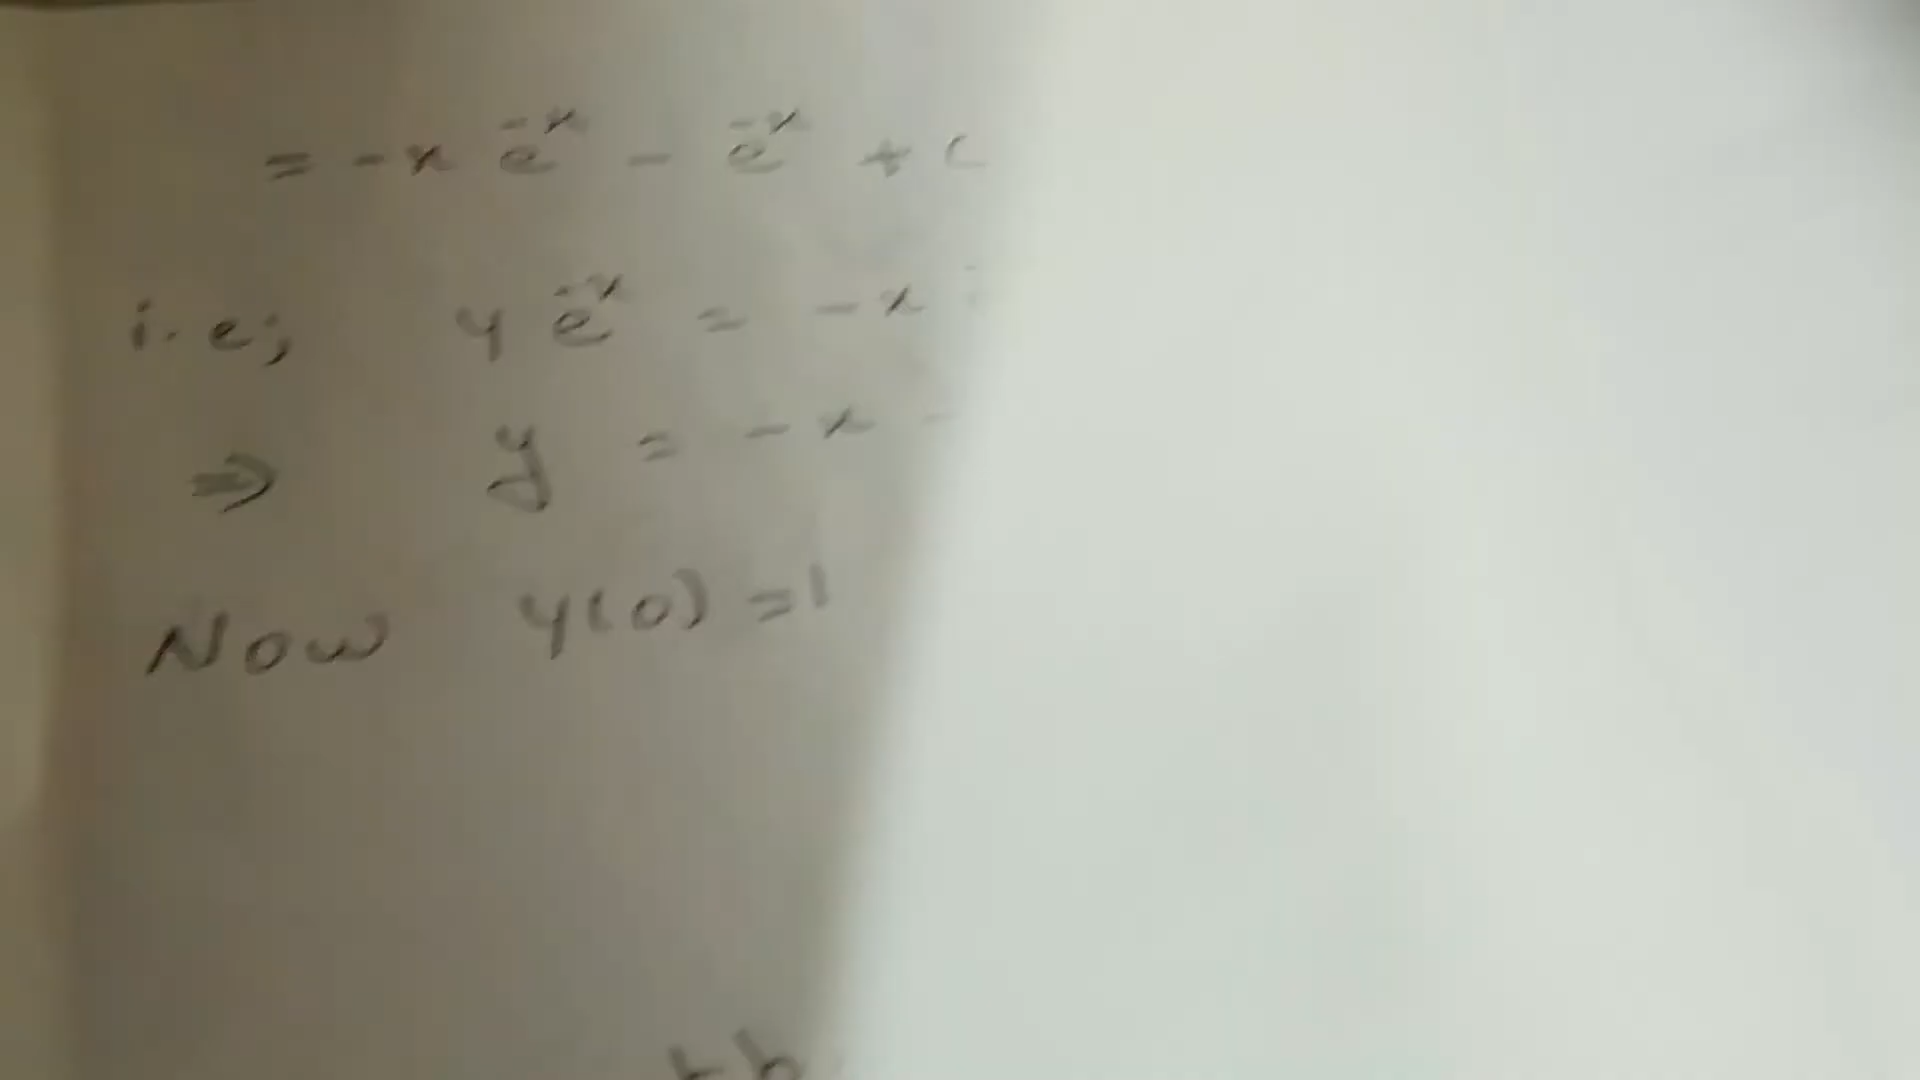 = -x e^-x - e^-x + c
i.e; y e^-x = -x
⇒ y = -x -
Now y(0) = 1